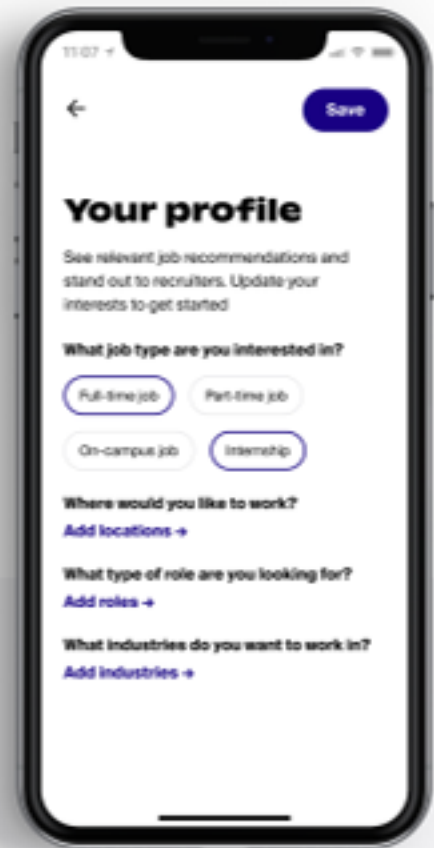 11:07
Save
Your profile
See relevant job recommendations and
stand out to recruiters. Update your
interests to get started
What job type are you interested in?
Full-time job Part-time job
On-campus job Internship
Where would you like to work?
Add locations →
What type of role are you looking for?
Add roles →
What industries do you want to work in?
Add industries →